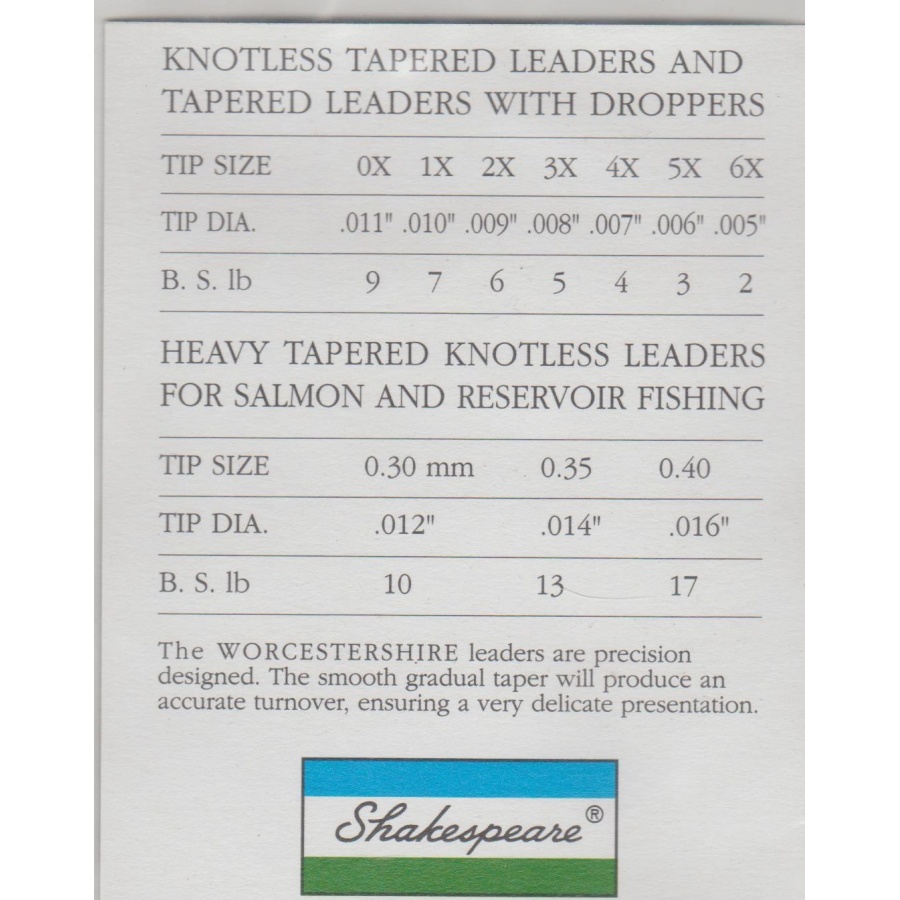 KNOTLESS TAPERED LEADERS AND
TAPERED LEADERS WITH DROPPERS
TIP SIZE 0X 1X 2X 3X 4X 5X 6X
TIP DIA. .011" .010" .009" .008" .007" .006" .005"
B. S. lb 9 7 6 5 4 3 2
HEAVY TAPERED KNOTLESS LEADERS
FOR SALMON AND RESERVOIR FISHING
TIP SIZE 0.30 mm 0.35 0.40
TIP DIA. .012" .014" .016"
B. S. lb 10 13 17
The WORCESTERSHIRE leaders are precision
designed. The smooth gradual taper will produce an
accurate turnover, ensuring a very delicate presentation.
Shakespeare®